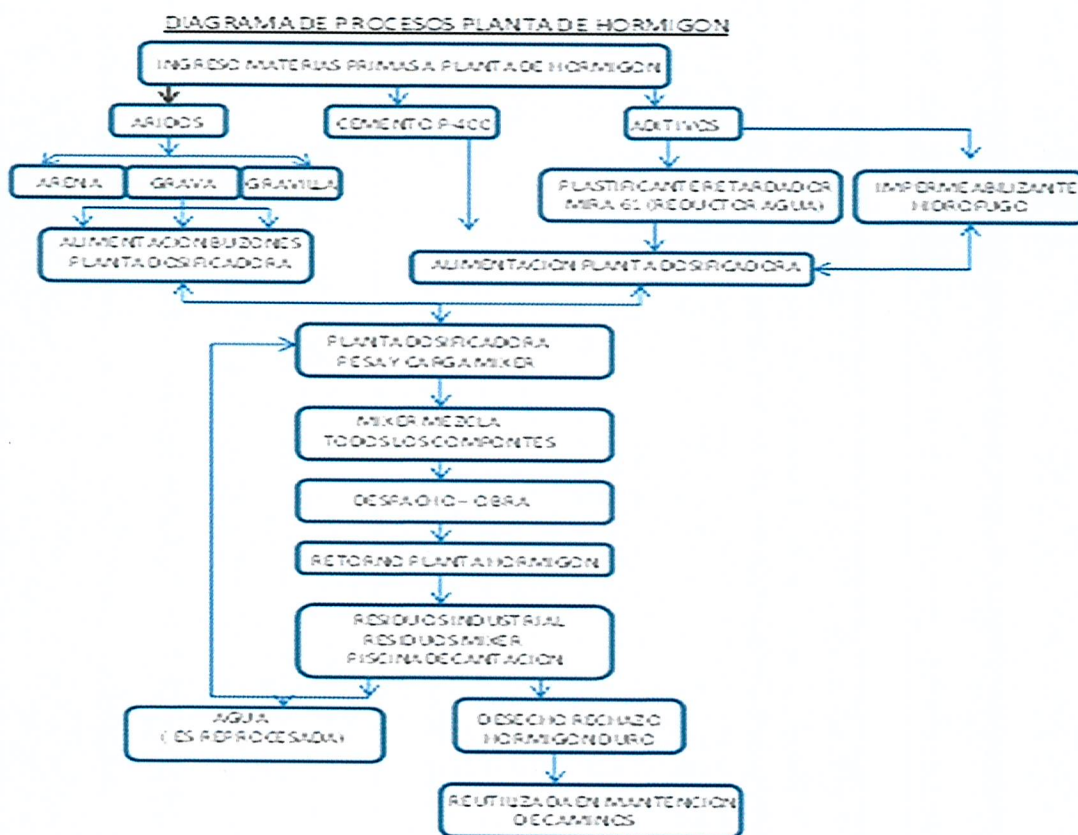 DIAGRAMA DE PROCESOS PLANTA DE HORMIGON
INGRESO MATERIAS PRIMAS A PLANTA DE HORMIGON
ARIDOS
CEMENTO P-400
ADITIVOS
ARENA
GRAVA
GRAVILLA
PLASTIFICANTE RETARDADOR
MIRA 61 (REDUCTOR AGUA)
IMPERMEABILIZANTE
HIDROFUGO
ALIMENTACION BUZONES
PLANTA DOSIFICADORA
ALIMENTACION PLANTA DOSIFICADORA
PLANTA DOSIFICADORA
PESA Y CARGA MIXER
MIXER MEZCLA
TODOS LOS COMPONTES
DESPACHO – OBRA
RETORNO PLANTA HORMIGON
RESIDUOS INDUSTRIAL
RESIDUOS MIXER
PISCINA DECANTACION
AGUA
( ES REPROCESADA)
DESECHO RECHAZO
HORMIGON DURO
REUTILIZADA EN MANTENCION
DE CAMINOS